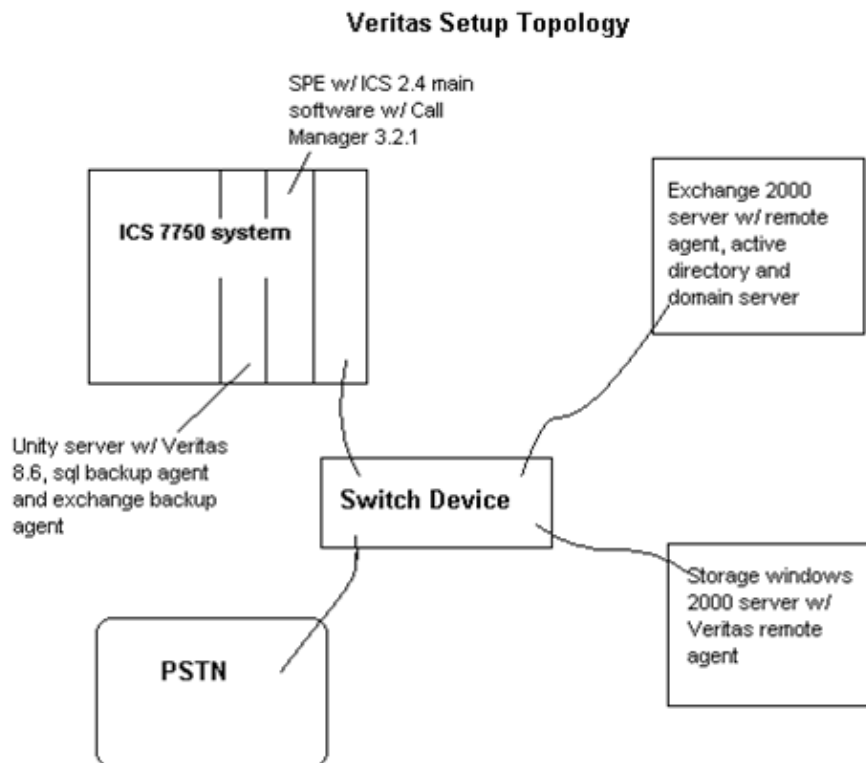 Veritas Setup Topology
SPE w/ ICS 2.4 main
software w/ Call
Manager 3.2.1
ICS 7750 system
Exchange 2000
server w/ remote
agent, active
directory and
domain server
Unity server w/ Veritas
8.6, sql backup agent
and exchange backup
agent
Switch Device
Storage windows
2000 server w/
Veritas remote
agent
PSTN